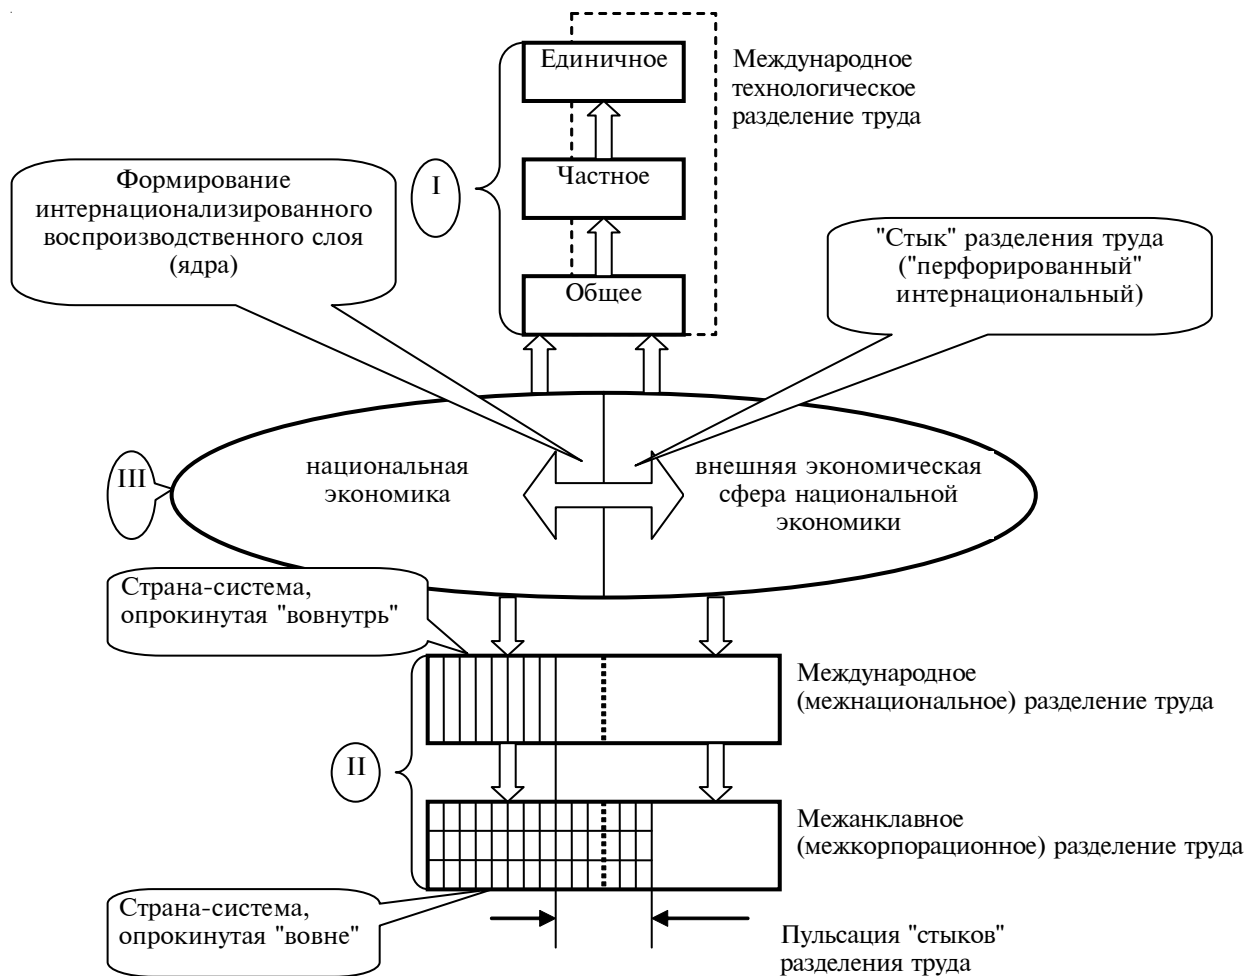 Единичное
Международное
технологическое
разделение труда
I
Частное
Формирование
интернационализированного
воспроизводственного слоя
(ядра)
"Стык" разделения труда
("перфорированный"
интернациональный)
Общее
III
национальная
экономика
внешняя экономическая
сфера национальной
экономики
Страна-система,
опрокинутая "вовнутрь"
Международное
(межнациональное) разделение труда
II
Межанклавное
(межкорпорационное) разделение труда
Страна-система,
опрокинутая "вовне"
Пульсация "стыков"
разделения труда